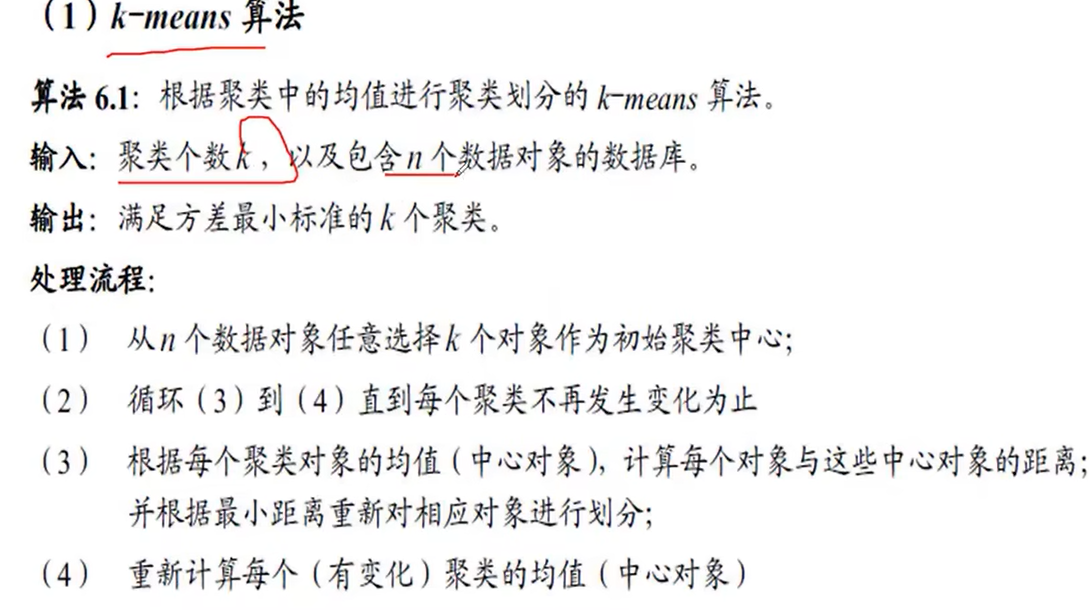 （1）k-means 算法
算法 6.1：根据聚类中的均值进行聚类划分的 k-means 算法。
输入：聚类个数 k，以及包含 n 个数据对象的数据库。
输出：满足方差最小标准的 k 个聚类。
处理流程：
（1） 从 n 个数据对象任意选择 k 个对象作为初始聚类中心；
（2） 循环（3）到（4）直到每个聚类不再发生变化为止
（3） 根据每个聚类对象的均值（中心对象），计算每个对象与这些中心对象的距离；
并根据最小距离重新对相应对象进行划分；
（4） 重新计算每个（有变化）聚类的均值（中心对象）